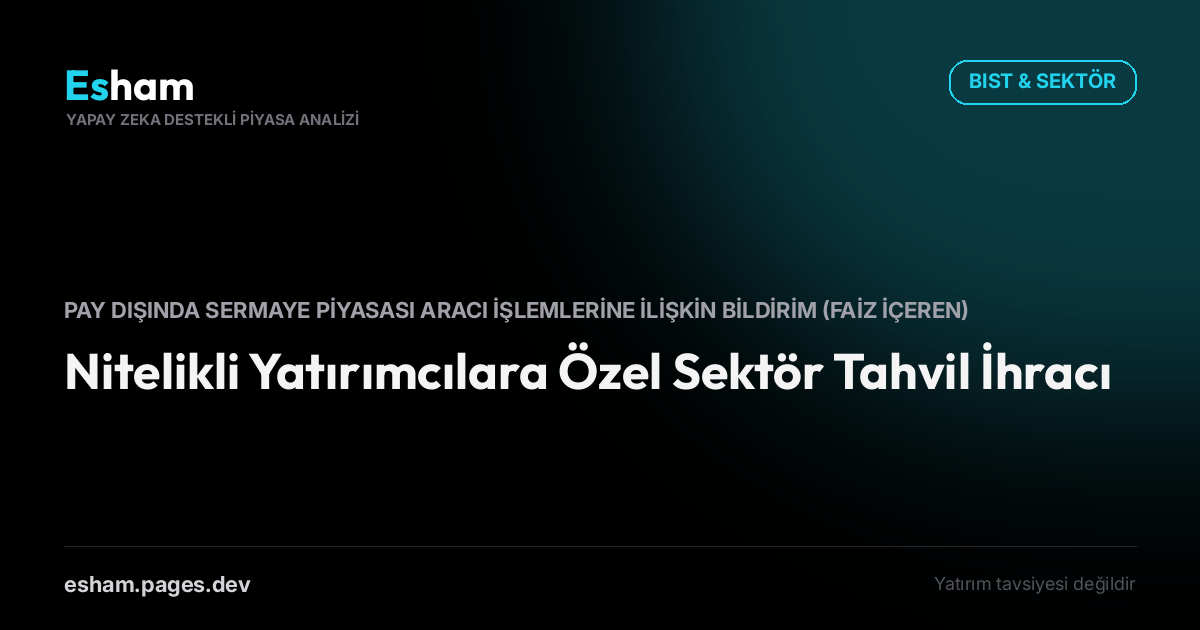 Esham
BIST & SEKTÖR
YAPAY ZEKA DESTEKLİ PİYASA ANALİZİ
PAY DIŞINDA SERMAYE PİYASASI ARACI İŞLEMLERİNE İLİŞKİN BİLDİRİM (FAİZ İÇEREN)
Nitelikli Yatırımcılara Özel Sektör Tahvil İhracı
esham.pages.dev
Yatırım tavsiyesi değildir